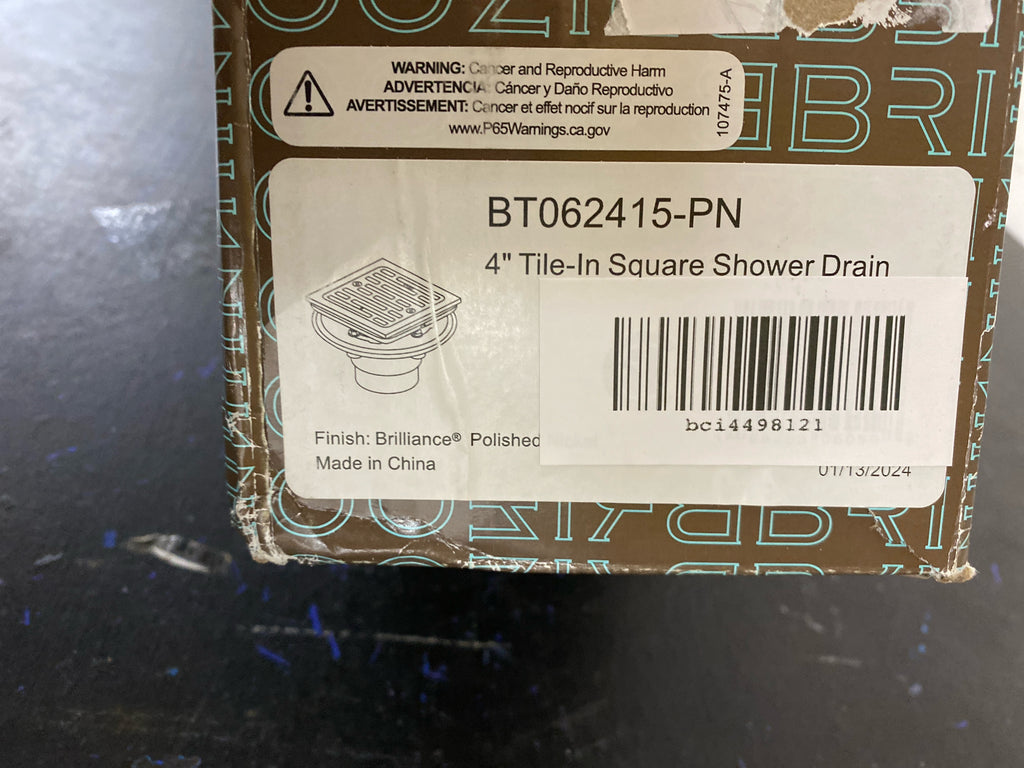 WARNING: Cancer and Reproductive Harm
ADVERTENCIA: Cáncer y Daño Reproductivo
AVERTISSEMENT: Cancer et effet nocif sur la reproduction
www.P65Warnings.ca.gov
107475-A
BT062415-PN
4" Tile-In Square Shower Drain
bci4498121
Finish: Brilliance® Polished Nickel
Made in China
01/13/2024